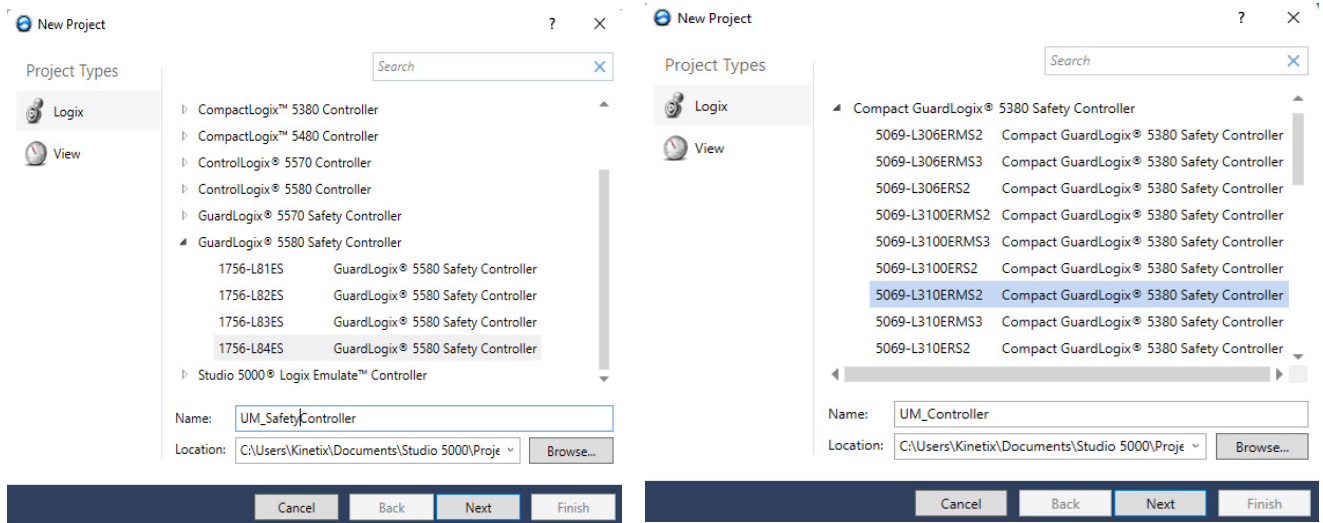 New Project
?
Project Types
Search
Logix
View
CompactLogix™ 5380 Controller
CompactLogix™ 5480 Controller
ControlLogix® 5570 Controller
ControlLogix® 5580 Controller
GuardLogix® 5570 Safety Controller
GuardLogix® 5580 Safety Controller
1756-L81ES GuardLogix® 5580 Safety Controller
1756-L82ES GuardLogix® 5580 Safety Controller
1756-L83ES GuardLogix® 5580 Safety Controller
1756-L84ES GuardLogix® 5580 Safety Controller
Studio 5000® Logix Emulate™ Controller
Name: UM_SafetyController
Location: C:\Users\Kinetix\Documents\Studio 5000\Proje Browse...
Cancel Back Next Finish
New Project
?
Project Types
Search
Logix
View
Compact GuardLogix® 5380 Safety Controller
5069-L306ERMS2 Compact GuardLogix® 5380 Safety Controller
5069-L306ERMS3 Compact GuardLogix® 5380 Safety Controller
5069-L306ERS2 Compact GuardLogix® 5380 Safety Controller
5069-L3100ERMS2 Compact GuardLogix® 5380 Safety Controller
5069-L3100ERMS3 Compact GuardLogix® 5380 Safety Controller
5069-L3100ERS2 Compact GuardLogix® 5380 Safety Controller
5069-L310ERMS2 Compact GuardLogix® 5380 Safety Controller
5069-L310ERMS3 Compact GuardLogix® 5380 Safety Controller
5069-L310ERS2 Compact GuardLogix® 5380 Safety Controller
Name: UM_Controller
Location: C:\Users\Kinetix\Documents\Studio 5000\Proje Browse...
Cancel Back Next Finish